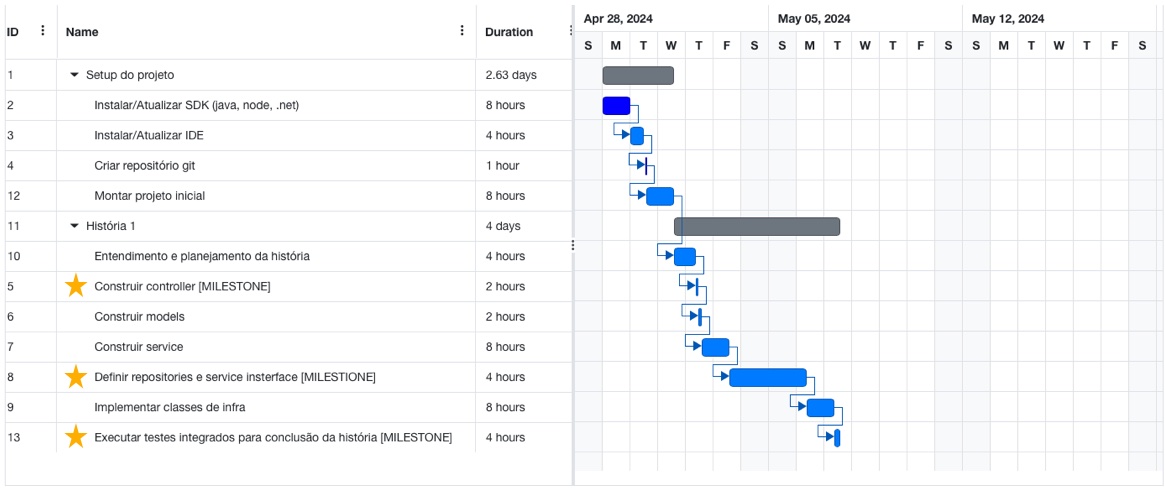 Apr 28, 2024 May 05, 2024 May 12, 2024
ID Name Duration
S M T W T F S S M T W T F S S M T W T F S
1 Setup do projeto 2.63 days
2 Instalar/Atualizar SDK (java, node, .net) 8 hours
3 Instalar/Atualizar IDE 4 hours
4 Criar repositório git 1 hour
12 Montar projeto inicial 8 hours
11 História 1 4 days
10 Entendimento e planejamento da história 4 hours
5 Construir controller [MILESTONE] 2 hours
6 Construir models 2 hours
7 Construir service 8 hours
8 Definir repositories e service insterface [MILESTIONE] 4 hours
9 Implementar classes de infra 8 hours
13 Executar testes integrados para conclusão da história [MILESTONE] 4 hours